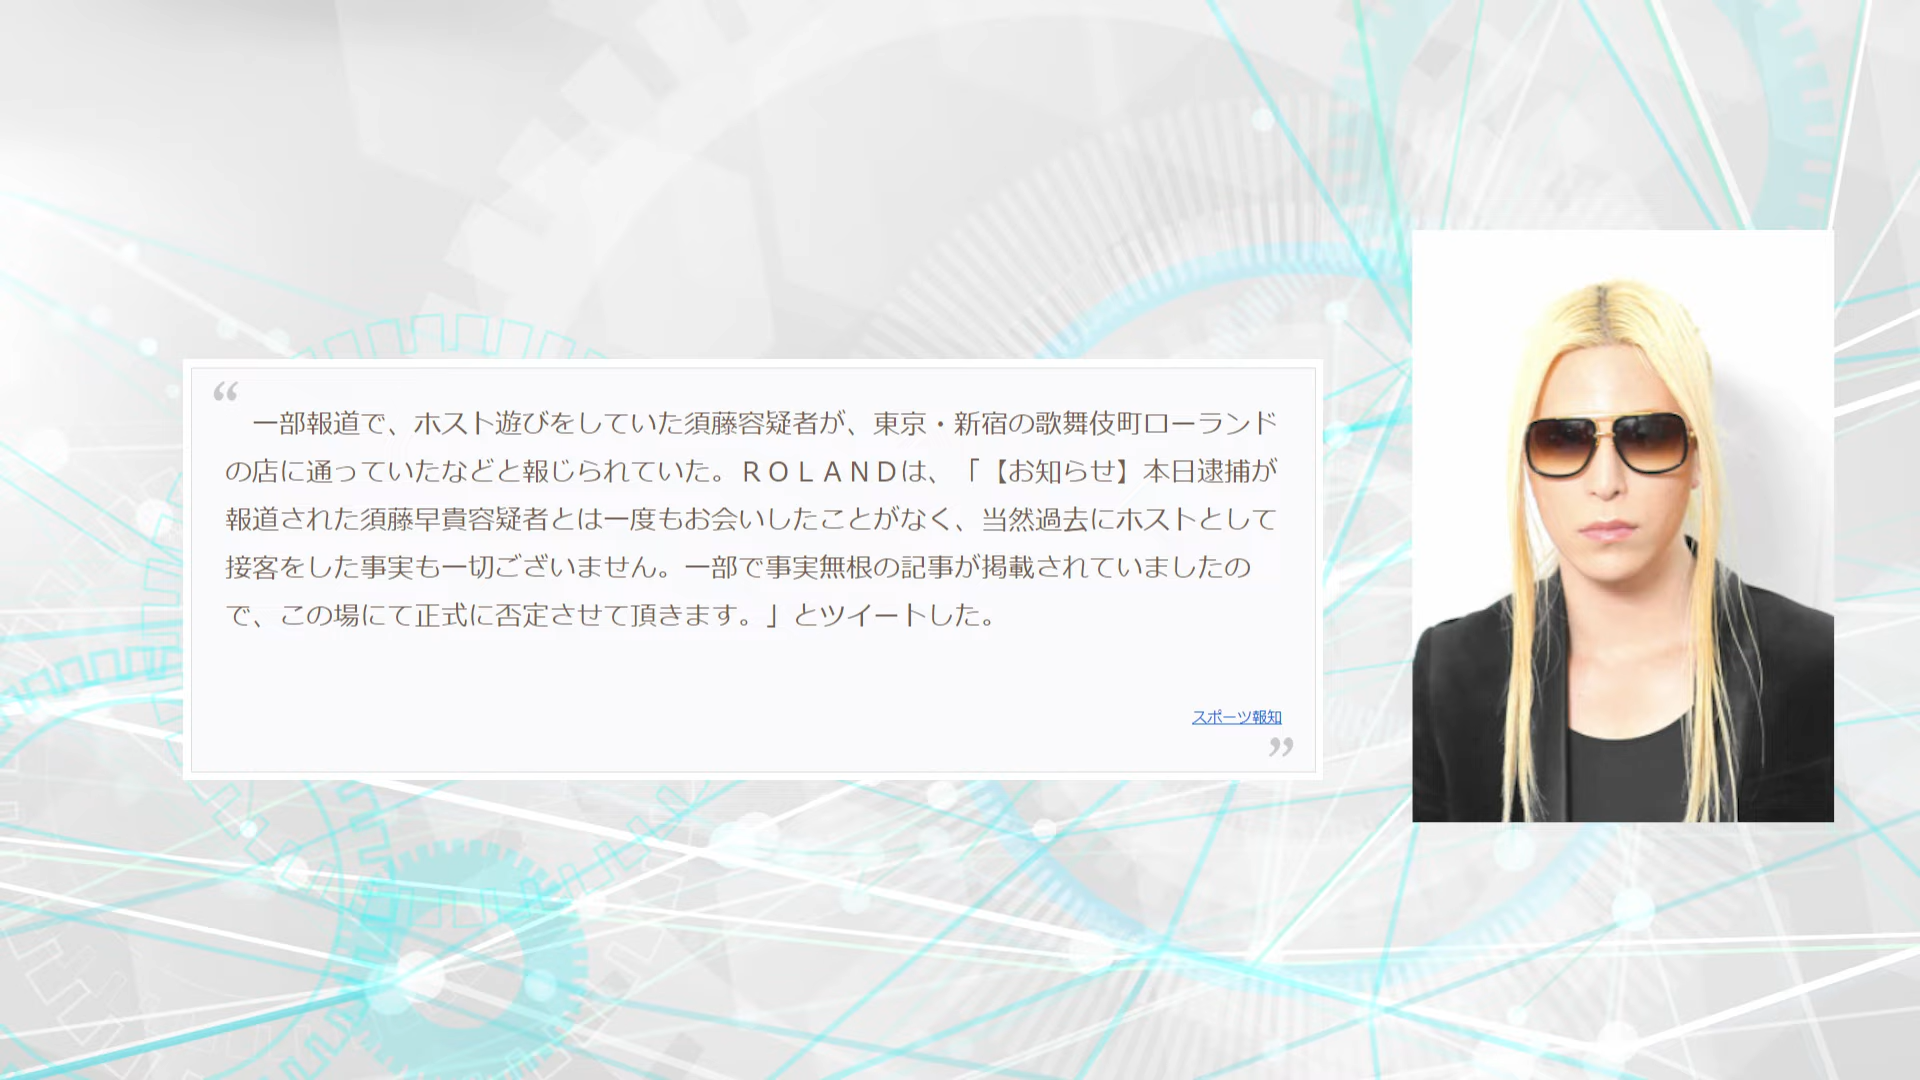 “
一部報道で、ホスト遊びをしていた須藤容疑者が、東京・新宿の歌舞伎町ローランド
の店に通っていたなどと報じられていた。ＲＯＬＡＮＤは、「【お知らせ】本日逮捕が
報道された須藤早貴容疑者とは一度もお会いしたことがなく、当然過去にホストとして
接客をした事実も一切ございません。一部で事実無根の記事が掲載されていましたの
で、この場にて正式に否定させて頂きます。」とツイートした。
スポーツ報知
”